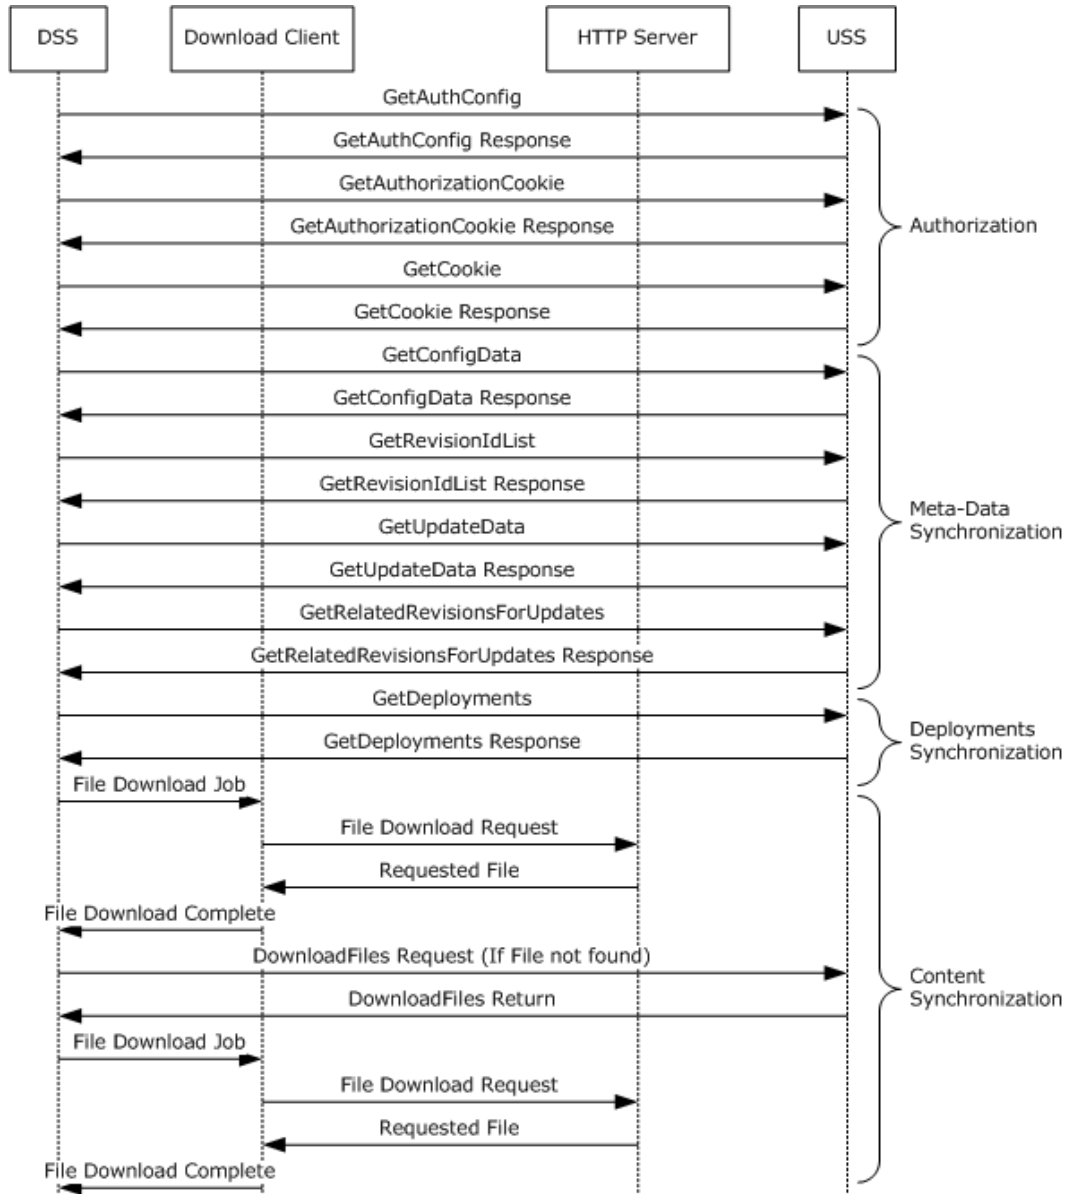 DSS
Download Client
HTTP Server
USS
GetAuthConfig
GetAuthConfig Response
GetAuthorizationCookie
GetAuthorizationCookie Response
Authorization
GetCookie
GetCookie Response
GetConfigData
GetConfigData Response
GetRevisionIdList
GetRevisionIdList Response
Meta-Data
Synchronization
GetUpdateData
GetUpdateData Response
GetRelatedRevisionsForUpdates
GetRelatedRevisionsForUpdates Response
GetDeployments
GetDeployments Response
Deployments
Synchronization
File Download Job
File Download Request
Requested File
File Download Complete
DownloadFiles Request (If File not found)
DownloadFiles Return
Content
Synchronization
File Download Job
File Download Request
Requested File
File Download Complete